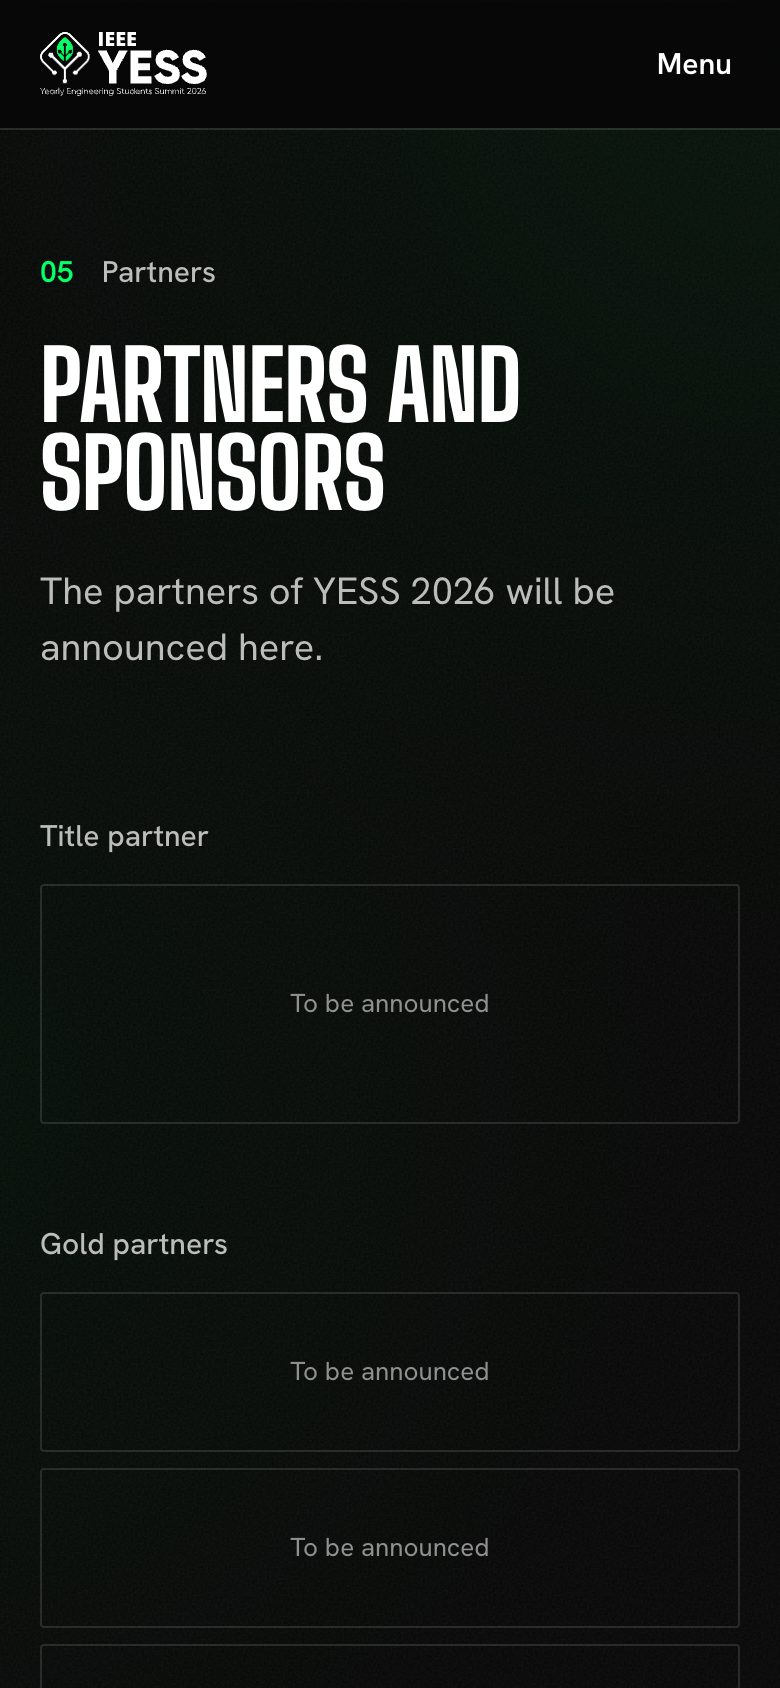 IEEE
YESS
Yearly Engineering Students Summit 2026
Menu
05 Partners
PARTNERS AND
SPONSORS
The partners of YESS 2026 will be
announced here.
Title partner
To be announced
Gold partners
To be announced
To be announced